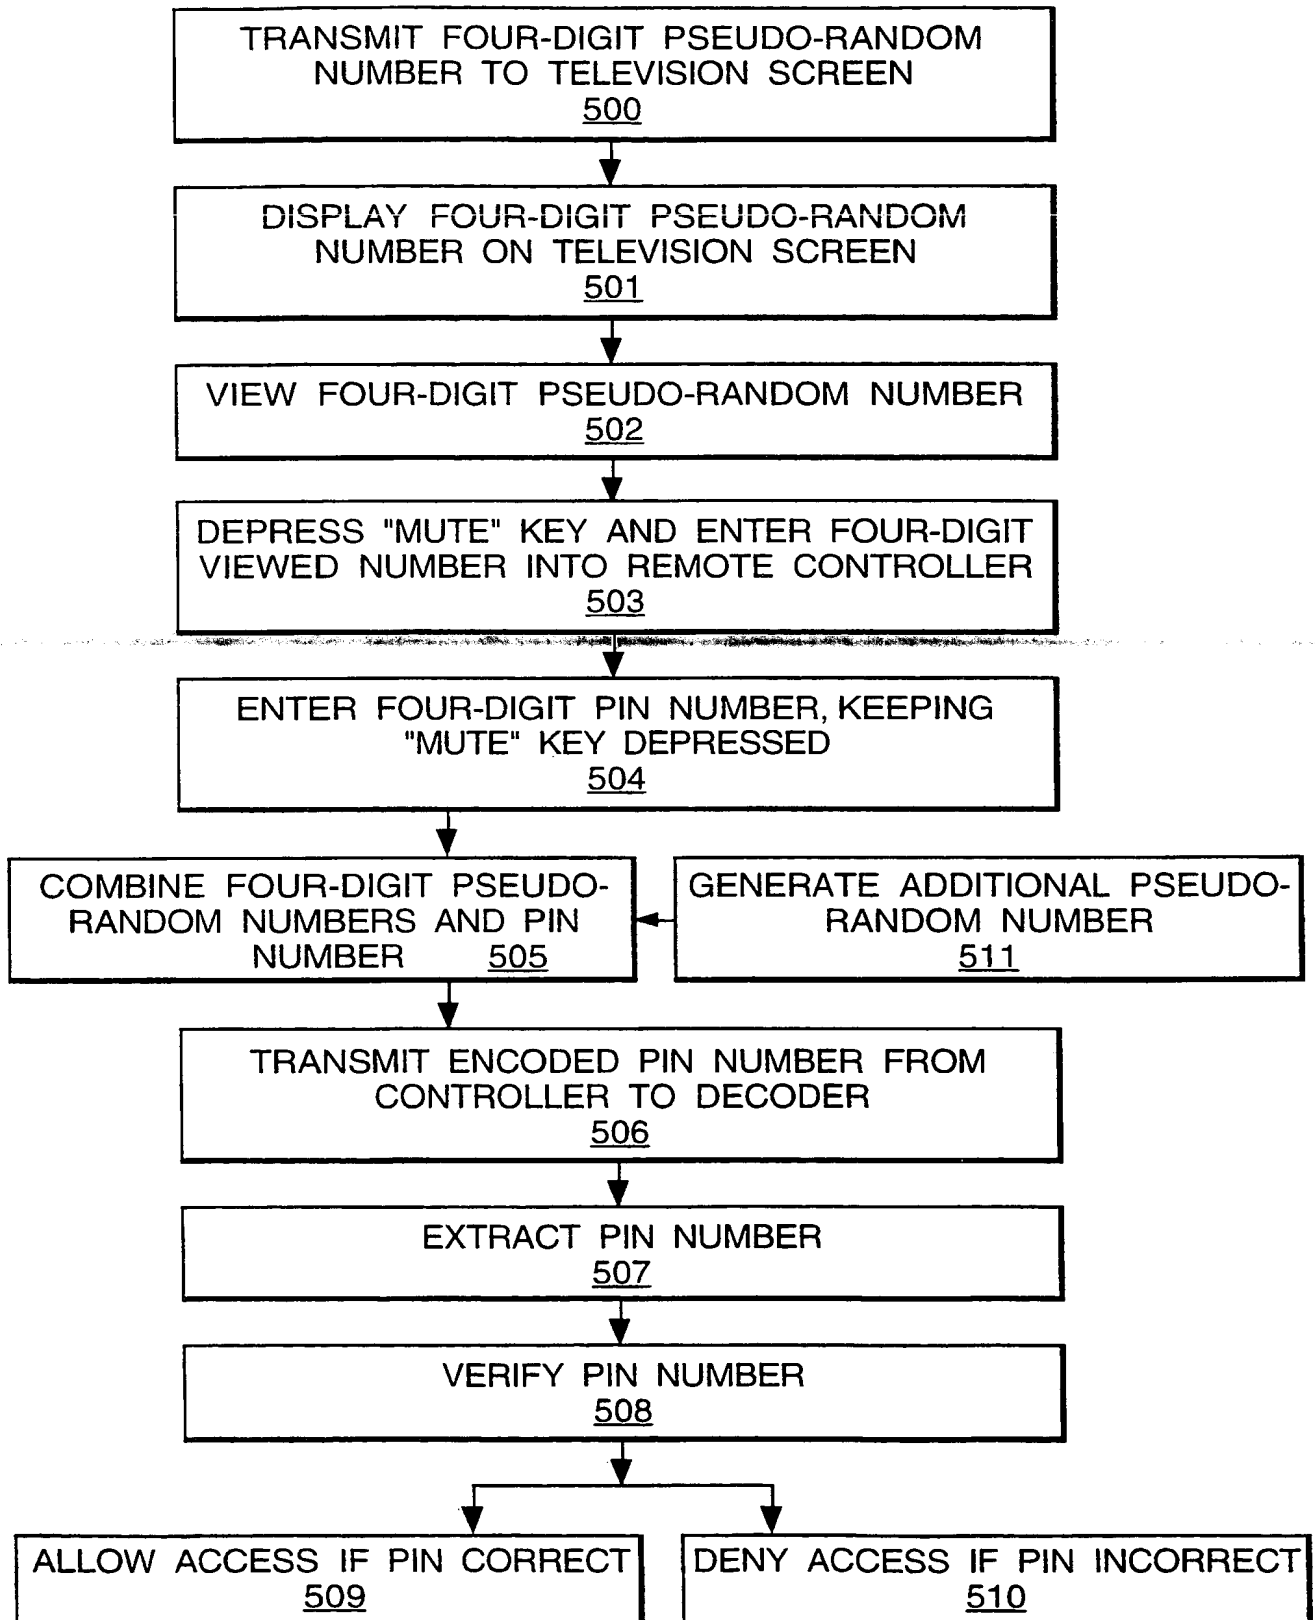 TRANSMIT FOUR-DIGIT PSEUDO-RANDOM
NUMBER TO TELEVISION SCREEN
500
DISPLAY FOUR-DIGIT PSEUDO-RANDOM
NUMBER ON TELEVISION SCREEN
501
VIEW FOUR-DIGIT PSEUDO-RANDOM NUMBER
502
DEPRESS "MUTE" KEY AND ENTER FOUR-DIGIT
VIEWED NUMBER INTO REMOTE CONTROLLER
503
ENTER FOUR-DIGIT PIN NUMBER, KEEPING
"MUTE" KEY DEPRESSED
504
COMBINE FOUR-DIGIT PSEUDO-
RANDOM NUMBERS AND PIN
NUMBER 505
GENERATE ADDITIONAL PSEUDO-
RANDOM NUMBER
511
TRANSMIT ENCODED PIN NUMBER FROM
CONTROLLER TO DECODER
506
EXTRACT PIN NUMBER
507
VERIFY PIN NUMBER
508
ALLOW ACCESS IF PIN CORRECT
509
DENY ACCESS IF PIN INCORRECT
510